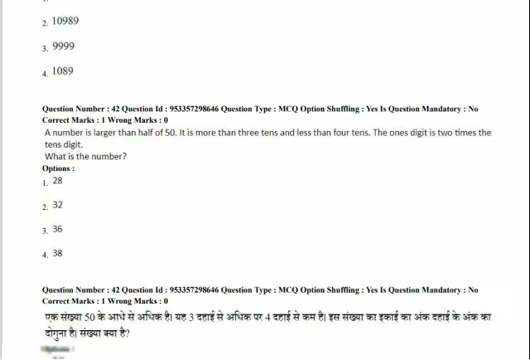 2. 10989
3. 9999
4. 1089
Question Number : 42 Question Id : 953357298646 Question Type : MCQ Option Shuffling : Yes Is Question Mandatory : No
Correct Marks : 1 Wrong Marks : 0
A number is larger than half of 50. It is more than three tens and less than four tens. The ones digit is two times the
tens digit.
What is the number?
Options :
1. 28
2. 32
3. 36
4. 38
Question Number : 42 Question Id : 953357298646 Question Type : MCQ Option Shuffling : Yes Is Question Mandatory : No
Correct Marks : 1 Wrong Marks : 0
एक संख्या 50 के आधे से अधिक है। यह 3 दहाई से अधिक पर 4 दहाई से कम है। इस संख्या का इकाई का अंक दहाई के अंक का
दोगुना है। संख्या क्या है?